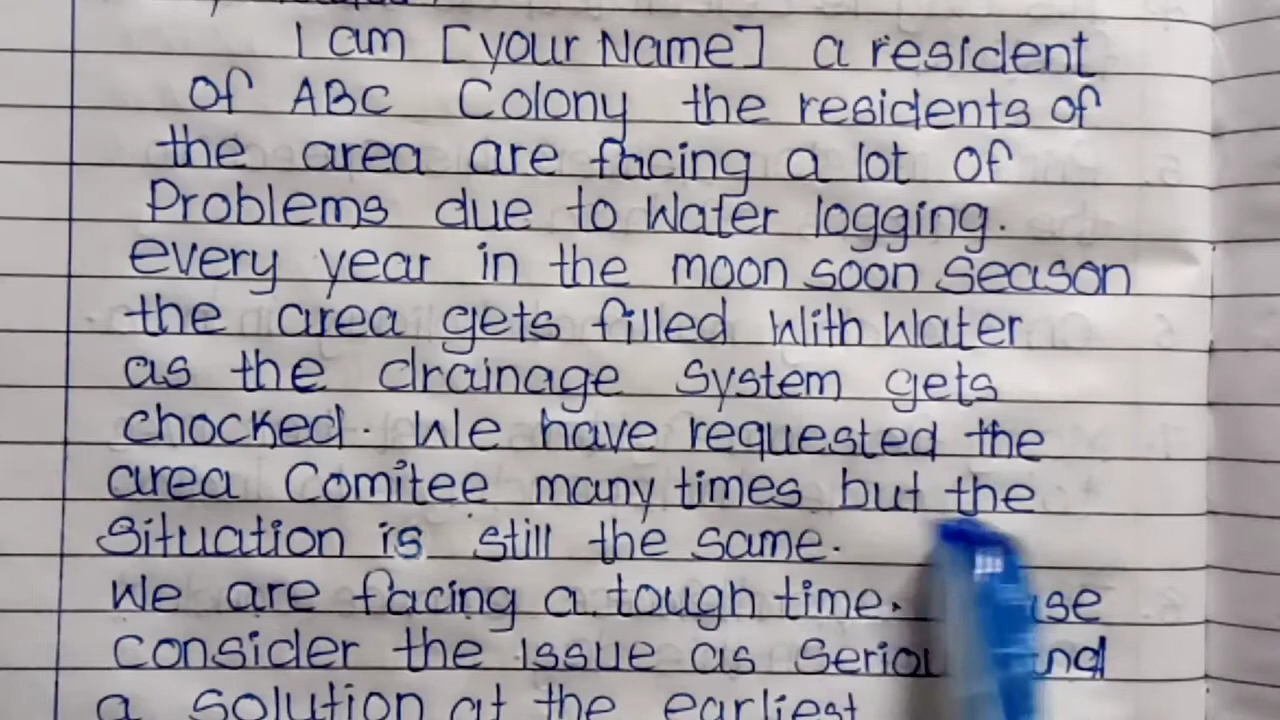 I am [your Name] a resident
of ABC Colony the residents of
the area are facing a lot of
Problems due to Water logging.
every year in the moon soon Season
the area gets filled With Water
as the drainage System gets
chocked. We have requested the
area Comitee many times but the
Situation is still the same.
We are facing a tough time.
consider the issue as
a solution at the earliest